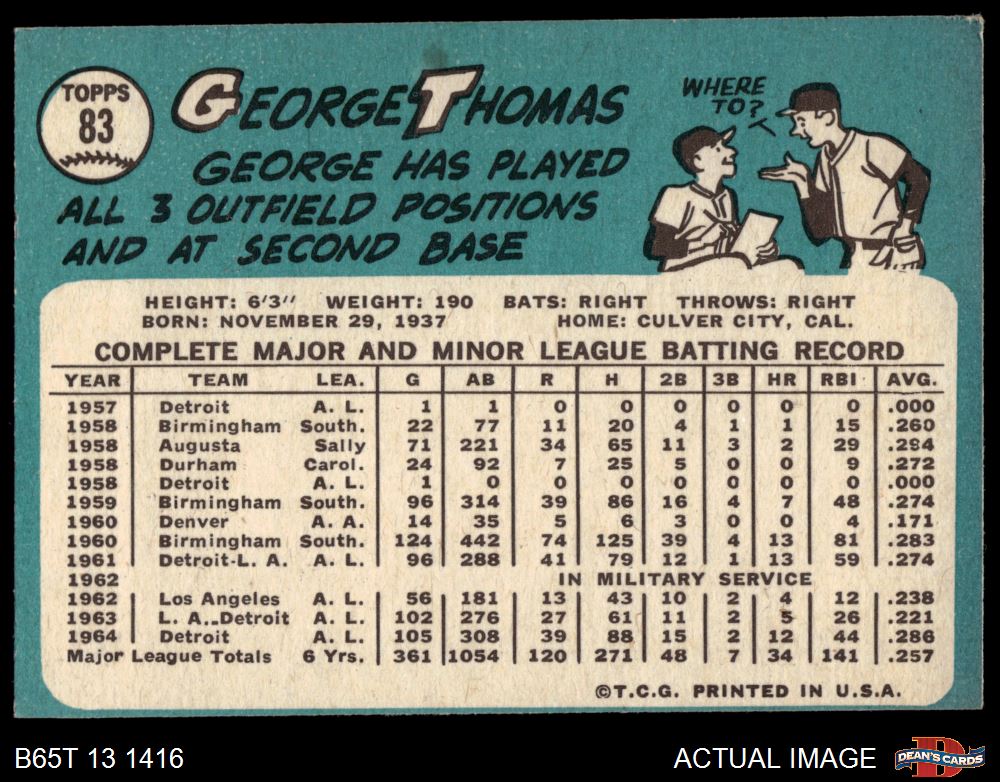 TOPPS
83
GEORGE THOMAS
GEORGE HAS PLAYED
ALL 3 OUTFIELD POSITIONS
AND AT SECOND BASE
WHERE
TO?
HEIGHT: 6'3" WEIGHT: 190 BATS: RIGHT THROWS: RIGHT
BORN: NOVEMBER 29, 1937 HOME: CULVER CITY, CAL.
COMPLETE MAJOR AND MINOR LEAGUE BATTING RECORD
YEAR TEAM LEA. G AB R H 2B 3B HR RBI AVG.
1957 Detroit A. L. 1 1 0 0 0 0 0 0 .000
1958 Birmingham South. 22 77 11 20 4 1 1 15 .260
1958 Augusta Sally 71 221 34 65 11 3 2 29 .294
1958 Durham Carol. 24 92 7 25 5 0 0 9 .272
1958 Detroit A. L. 1 0 0 0 0 0 0 0 .000
1959 Birmingham South. 96 314 39 86 16 4 7 48 .274
1960 Denver A. A. 14 35 5 6 3 0 0 4 .171
1960 Birmingham South. 124 442 74 125 39 4 13 81 .283
1961 Detroit-L. A. A. L. 96 288 41 79 12 1 13 59 .274
1962 IN MILITARY SERVICE
1962 Los Angeles A. L. 56 181 13 43 10 2 4 12 .238
1963 L. A.-Detroit A. L. 102 276 27 61 11 2 5 26 .221
1964 Detroit A. L. 105 308 39 88 15 2 12 44 .286
Major League Totals 6 Yrs. 361 1054 120 271 48 7 34 141 .257
©T.C.G. PRINTED IN U.S.A.
B65T 13 1416 ACTUAL IMAGE
DEAN'S CARDS